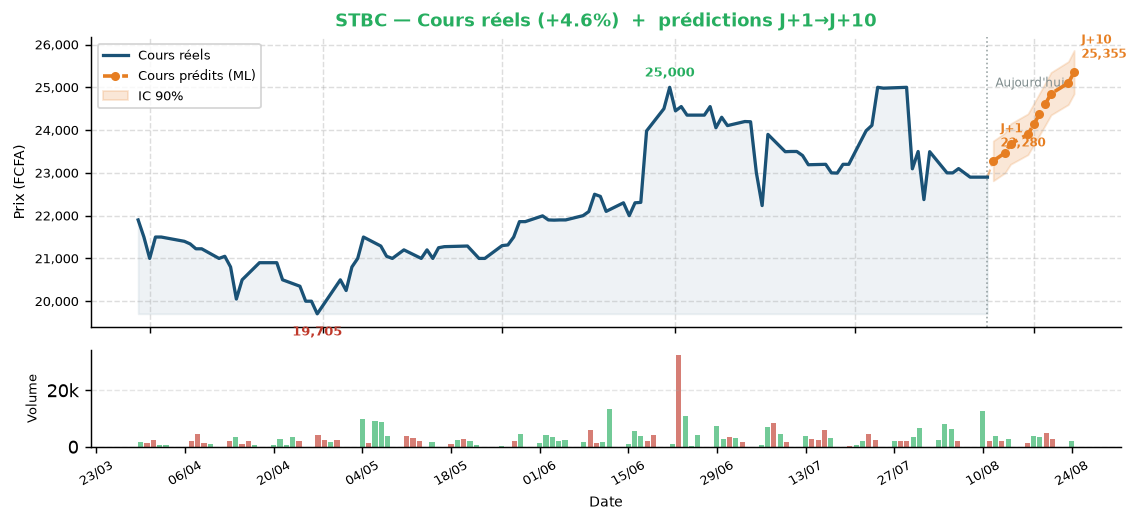 STBC — Cours réels (+4.6%)  +  prédictions J+1→J+10
Cours réels
Cours prédits (ML)
IC 90%
Prix (FCFA)
26,000
25,000
24,000
23,000
22,000
21,000
20,000
25,000
19,705
Aujourd'hui
J+1
23,280
J+10
25,355
Volume
20k
0
23/03
06/04
20/04
04/05
18/05
01/06
15/06
29/06
13/07
27/07
10/08
24/08
Date